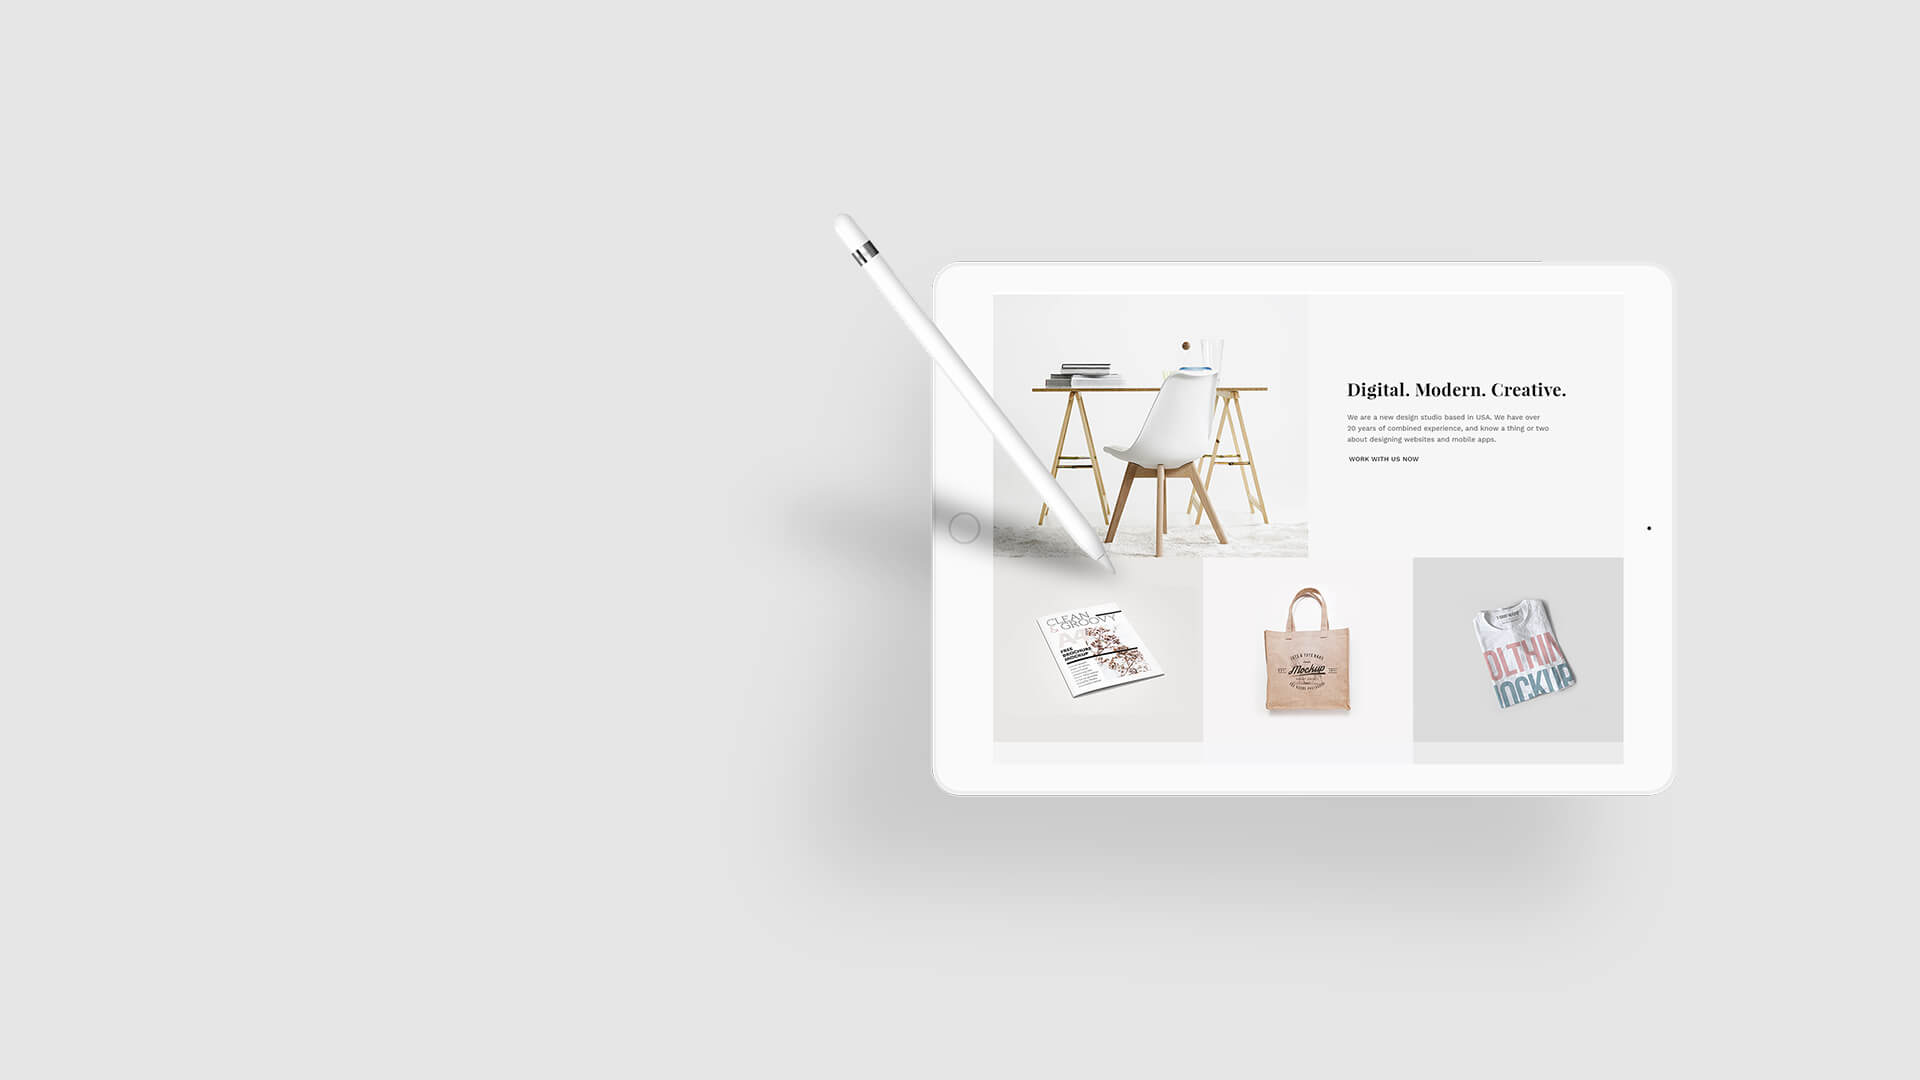 Digital. Modern. Creative.
We are a new design studio based in USA. We have over
20 years of combined experience, and know a thing or two
about designing websites and mobile apps.
WORK WITH US NOW
CLEAN
& GROOVY
A4
FREE
BROCHURE
MOCKUP
Mockup